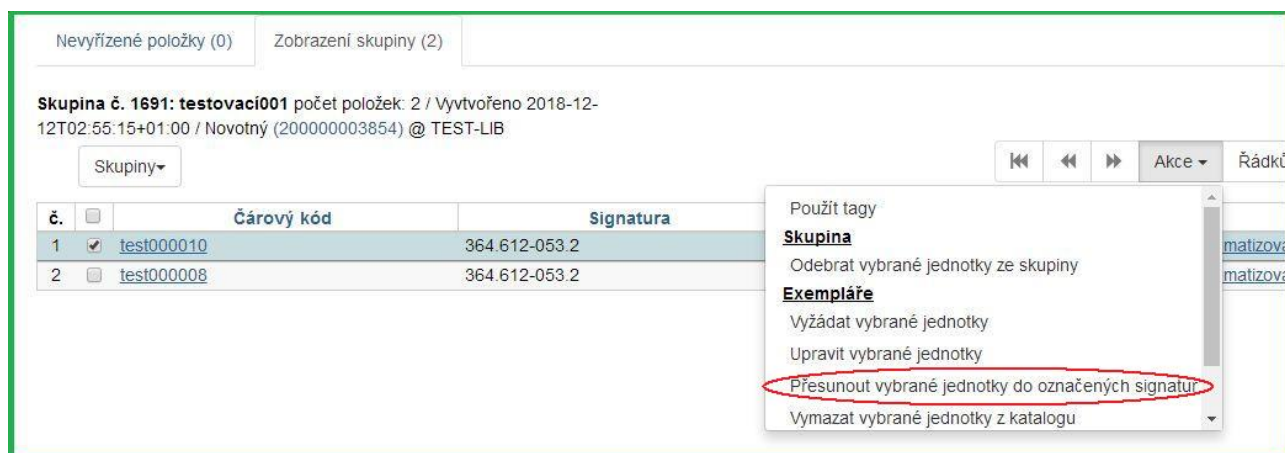 Nevyřízené položky (0) Zobrazení skupiny (2)
Skupina č. 1691: testovací001 počet položek: 2 / Vyvtvořeno 2018-12-
12T02:55:15+01:00 / Novotný (200000003854) @ TEST-LIB
Skupiny Akce Řádků
č. Čárový kód Signatura
1 test000010 364.612-053.2 matizova
2 test000008 364.612-053.2 matizova
Použít tagy
Skupina
Odebrat vybrané jednotky ze skupiny
Exempláře
Vyžádat vybrané jednotky
Upravit vybrané jednotky
Přesunout vybrané jednotky do označených signatur
Vymazat vybrané jednotky z katalogu